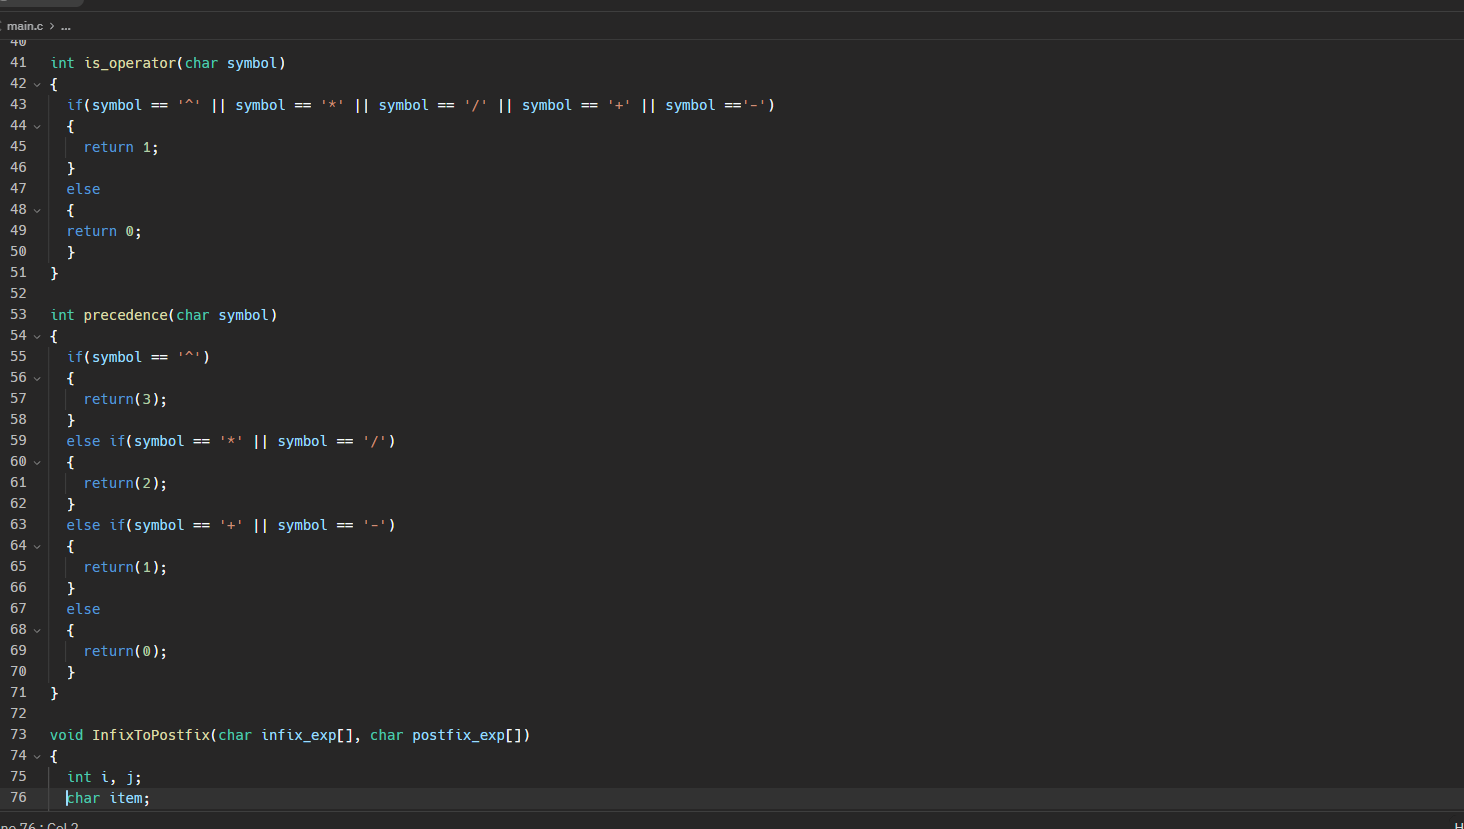 main.c > ...
40
41 int is_operator(char symbol)
42 {
43 if(symbol == '^' || symbol == '*' || symbol == '/' || symbol == '+' || symbol =='-')
44 {
45 return 1;
46 }
47 else
48 {
49 return 0;
50 }
51 }
52
53 int precedence(char symbol)
54 {
55 if(symbol == '^')
56 {
57 return(3);
58 }
59 else if(symbol == '*' || symbol == '/')
60 {
61 return(2);
62 }
63 else if(symbol == '+' || symbol == '-')
64 {
65 return(1);
66 }
67 else
68 {
69 return(0);
70 }
71 }
72
73 void InfixToPostfix(char infix_exp[], char postfix_exp[])
74 {
75 int i, j;
76 char item;
76 : Col 2